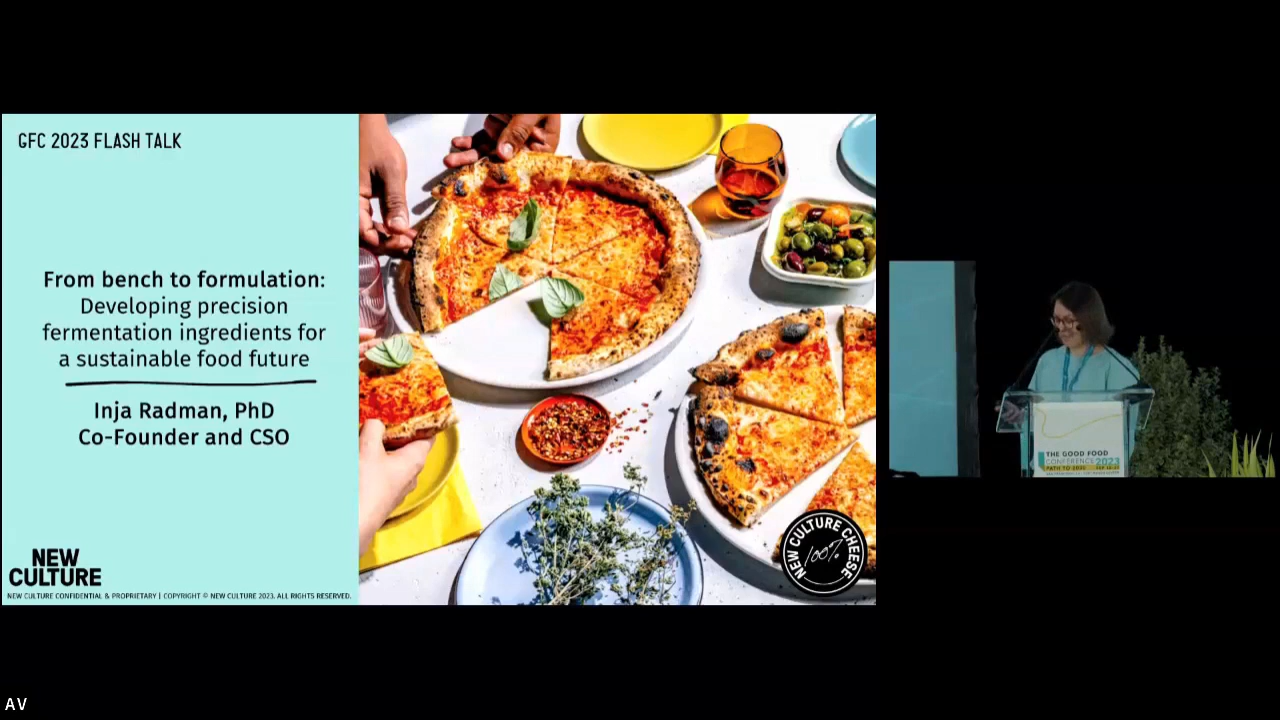 GFC 2023 FLASH TALK
From bench to formulation:
Developing precision
fermentation ingredients for
a sustainable food future
Inja Radman, PhD
Co-Founder and CSO
NEW
CULTURE
NEW CULTURE CONFIDENTIAL & PROPRIETARY | COPYRIGHT © NEW CULTURE 2023. ALL RIGHTS RESERVED.
NEW CULTURE CHEESE
100%
THE GOOD FOOD
CONFERENCE 2023
AV